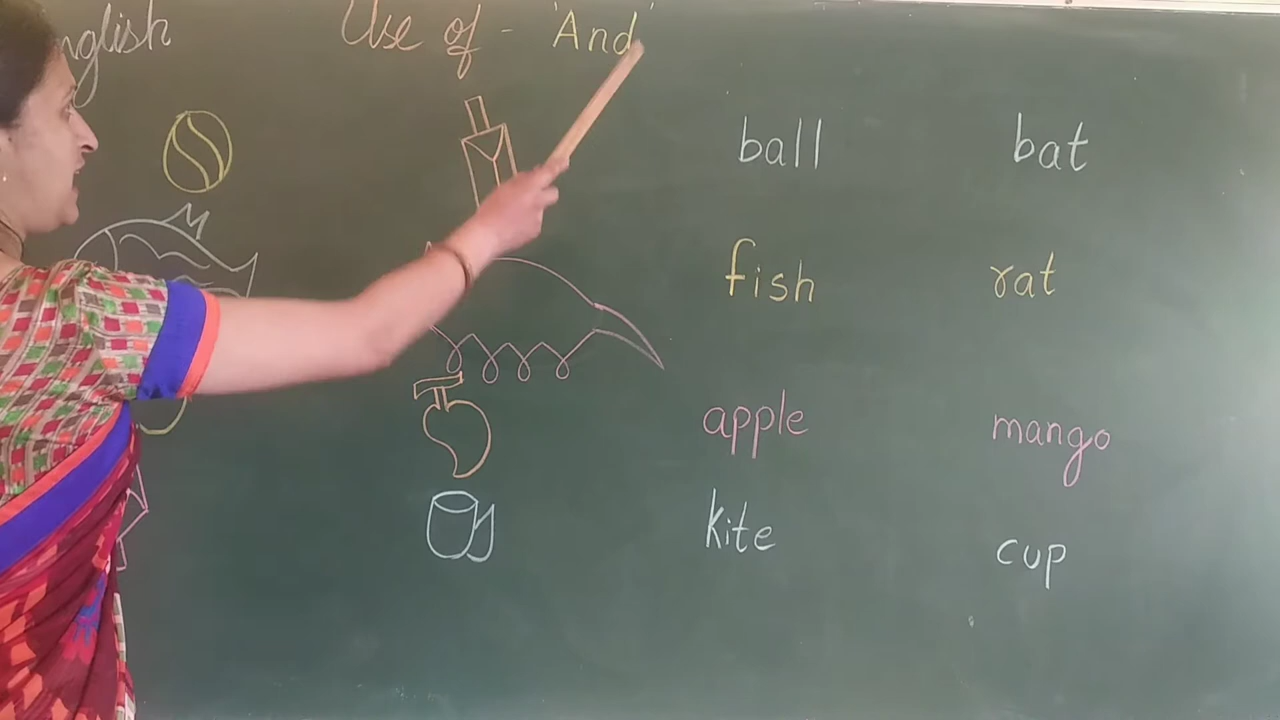 nglish Use of - 'And'
ball bat
fish rat
apple mango
kite cup